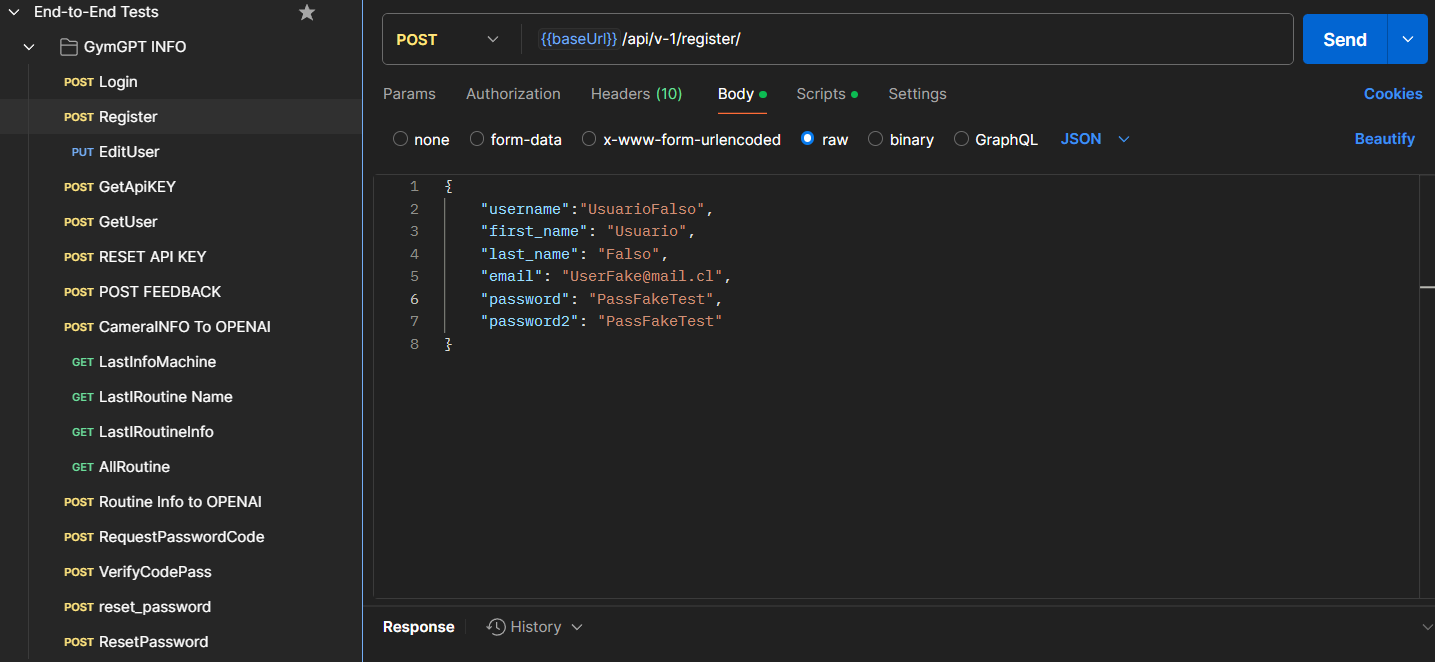 End-to-End Tests
GymGPT INFO
POST Login
POST Register
PUT EditUser
POST GetApiKEY
POST GetUser
POST RESET API KEY
POST POST FEEDBACK
POST CameraINFO To OPENAI
GET LastInfoMachine
GET LastIRoutine Name
GET LastIRoutineInfo
GET AllRoutine
POST Routine Info to OPENAI
POST RequestPasswordCode
POST VerifyCodePass
POST reset_password
POST ResetPassword
POST {{baseUrl}} /api/v-1/register/ Send
Params Authorization Headers (10) Body Scripts Settings Cookies
none form-data x-www-form-urlencoded raw binary GraphQL JSON Beautify
1 {
2 "username":"UsuarioFalso",
3 "first_name": "Usuario",
4 "last_name": "Falso",
5 "email": "UserFake@mail.cl",
6 "password": "PassFakeTest",
7 "password2": "PassFakeTest"
8 }
Response History